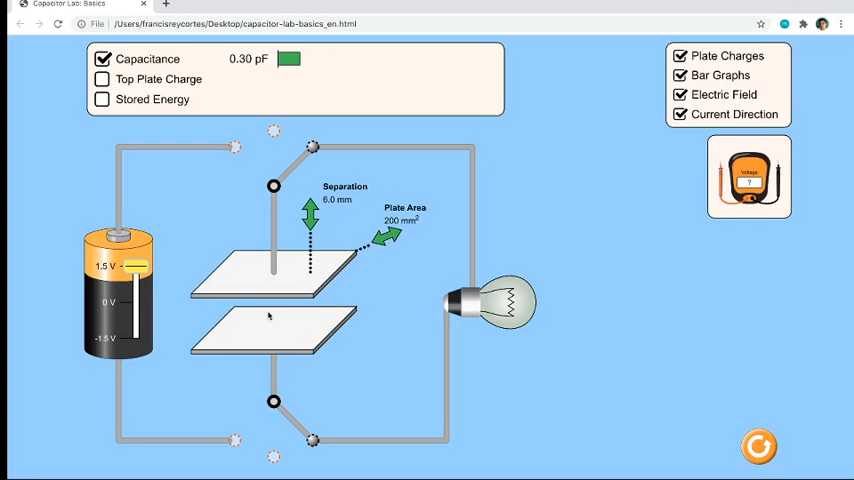 Capacitor Lab: Basics
File
/Users/francisreycortes/Desktop/capacitor-lab-basics_en.html
Capacitance 0.30 pF
Top Plate Charge
Stored Energy
Plate Charges
Bar Graphs
Electric Field
Current Direction
Voltage
?
Separation
6.0 mm
Plate Area
200 mm²
1.5 V
0 V
-1.5 V